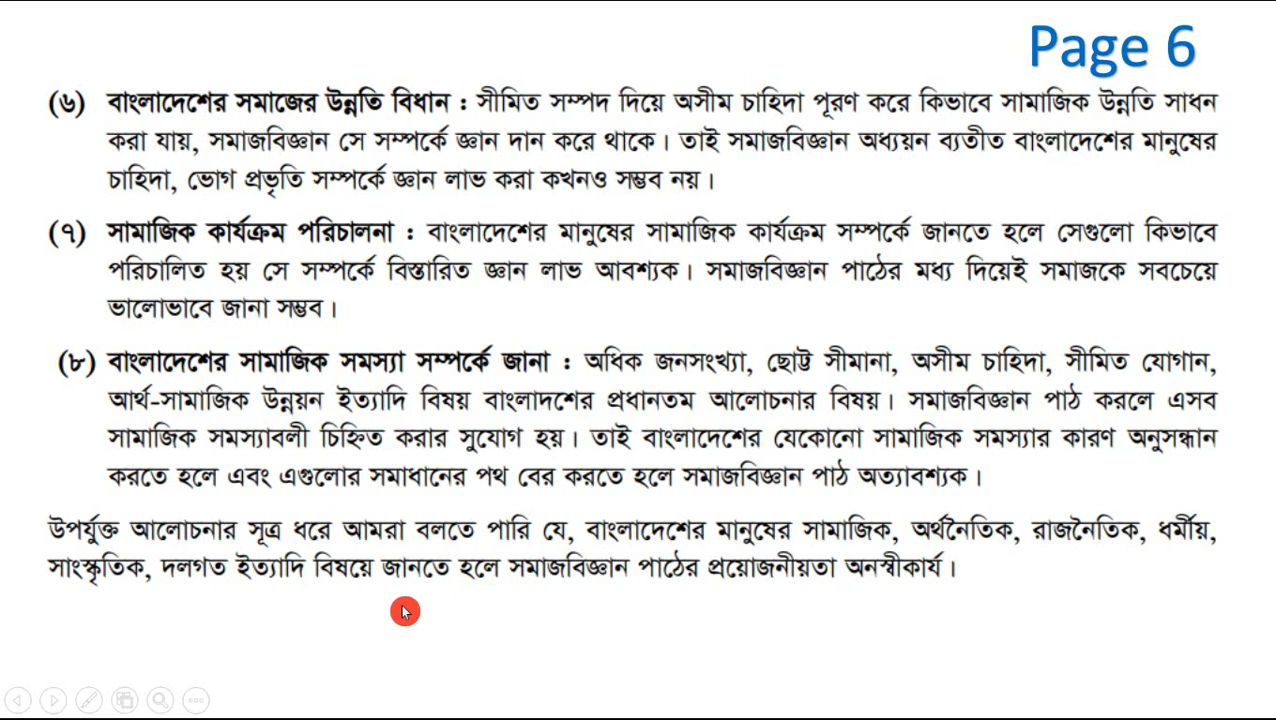 Page 6
(৬) বাংলাদেশের সমাজের উন্নতি বিধান : সীমিত সম্পদ দিয়ে অসীম চাহিদা পূরণ করে কিভাবে সামাজিক উন্নতি সাধন
করা যায়, সমাজবিজ্ঞান সে সম্পর্কে জ্ঞান দান করে থাকে। তাই সমাজবিজ্ঞান অধ্যয়ন ব্যতীত বাংলাদেশের মানুষের
চাহিদা, ভোগ প্রভৃতি সম্পর্কে জ্ঞান লাভ করা কখনও সম্ভব নয়।
(৭) সামাজিক কার্যক্রম পরিচালনা : বাংলাদেশের মানুষের সামাজিক কার্যক্রম সম্পর্কে জানতে হলে সেগুলো কিভাবে
পরিচালিত হয় সে সম্পর্কে বিস্তারিত জ্ঞান লাভ আবশ্যক। সমাজবিজ্ঞান পাঠের মধ্য দিয়েই সমাজকে সবচেয়ে
ভালোভাবে জানা সম্ভব।
(৮) বাংলাদেশের সামাজিক সমস্যা সম্পর্কে জানা : অধিক জনসংখ্যা, ছোট্ট সীমানা, অসীম চাহিদা, সীমিত যোগান,
আর্থ-সামাজিক উন্নয়ন ইত্যাদি বিষয় বাংলাদশের প্রধানতম আলোচনার বিষয়। সমাজবিজ্ঞান পাঠ করলে এসব
সামাজিক সমস্যাবলী চিহ্নিত করার সুযোগ হয়। তাই বাংলাদেশের যেকোনো সামাজিক সমস্যার কারণ অনুসন্ধান
করতে হলে এবং এগুলোর সমাধানের পথ বের করতে হলে সমাজবিজ্ঞান পাঠ অত্যাবশ্যক।
উপর্যুক্ত আলোচনার সূত্র ধরে আমরা বলতে পারি যে, বাংলাদেশের মানুষের সামাজিক, অর্থনৈতিক, রাজনৈতিক, ধর্মীয়,
সাংস্কৃতিক, দলগত ইত্যাদি বিষয়ে জানতে হলে সমাজবিজ্ঞান পাঠের প্রয়োজনীয়তা অনস্বীকার্য।